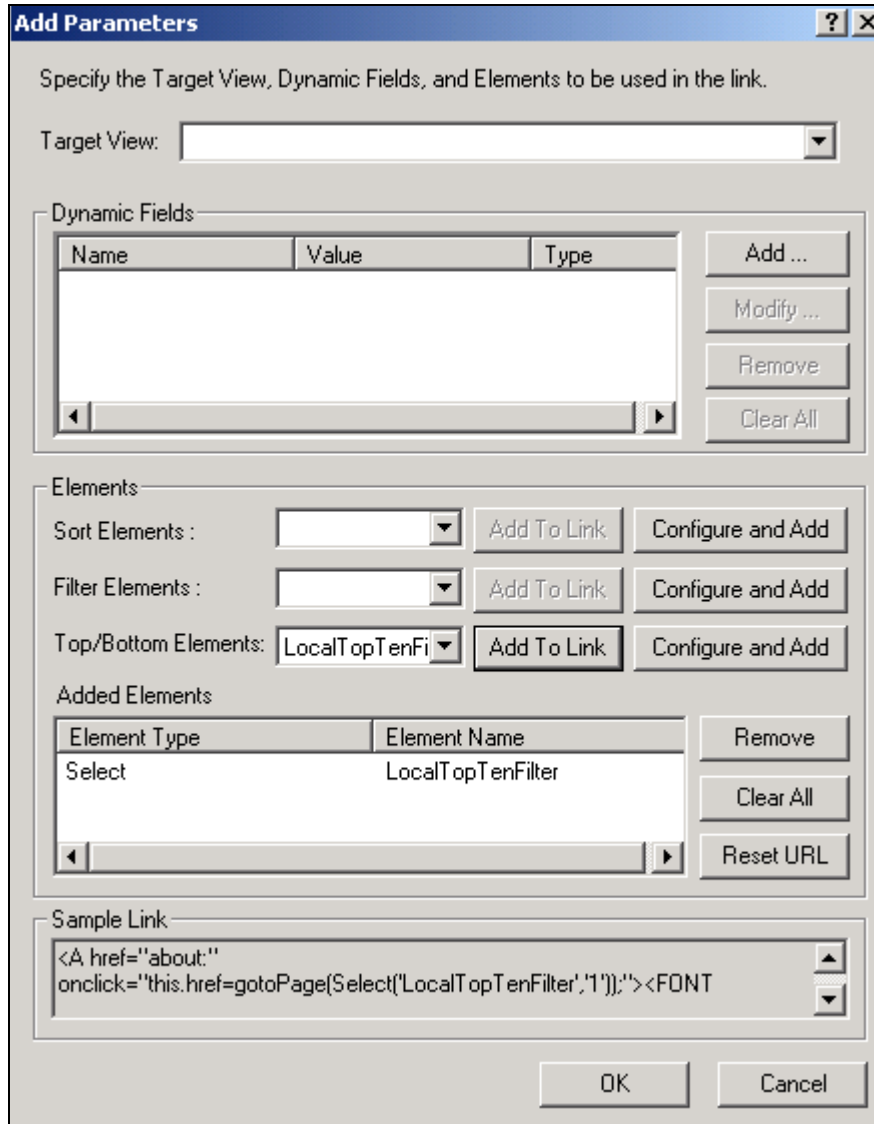 Add Parameters
Specify the Target View, Dynamic Fields, and Elements to be used in the link.
Target View:
Dynamic Fields
Name Value Type
Add ...
Modify ...
Remove
Clear All
Elements
Sort Elements : Add To Link Configure and Add
Filter Elements : Add To Link Configure and Add
Top/Bottom Elements: LocalTopTenFi Add To Link Configure and Add
Added Elements
Element Type Element Name
Select LocalTopTenFilter
Remove
Clear All
Reset URL
Sample Link
<A href="about:"
onclick="this.href=gotoPage(Select('LocalTopTenFilter','1'));"><FONT
OK Cancel